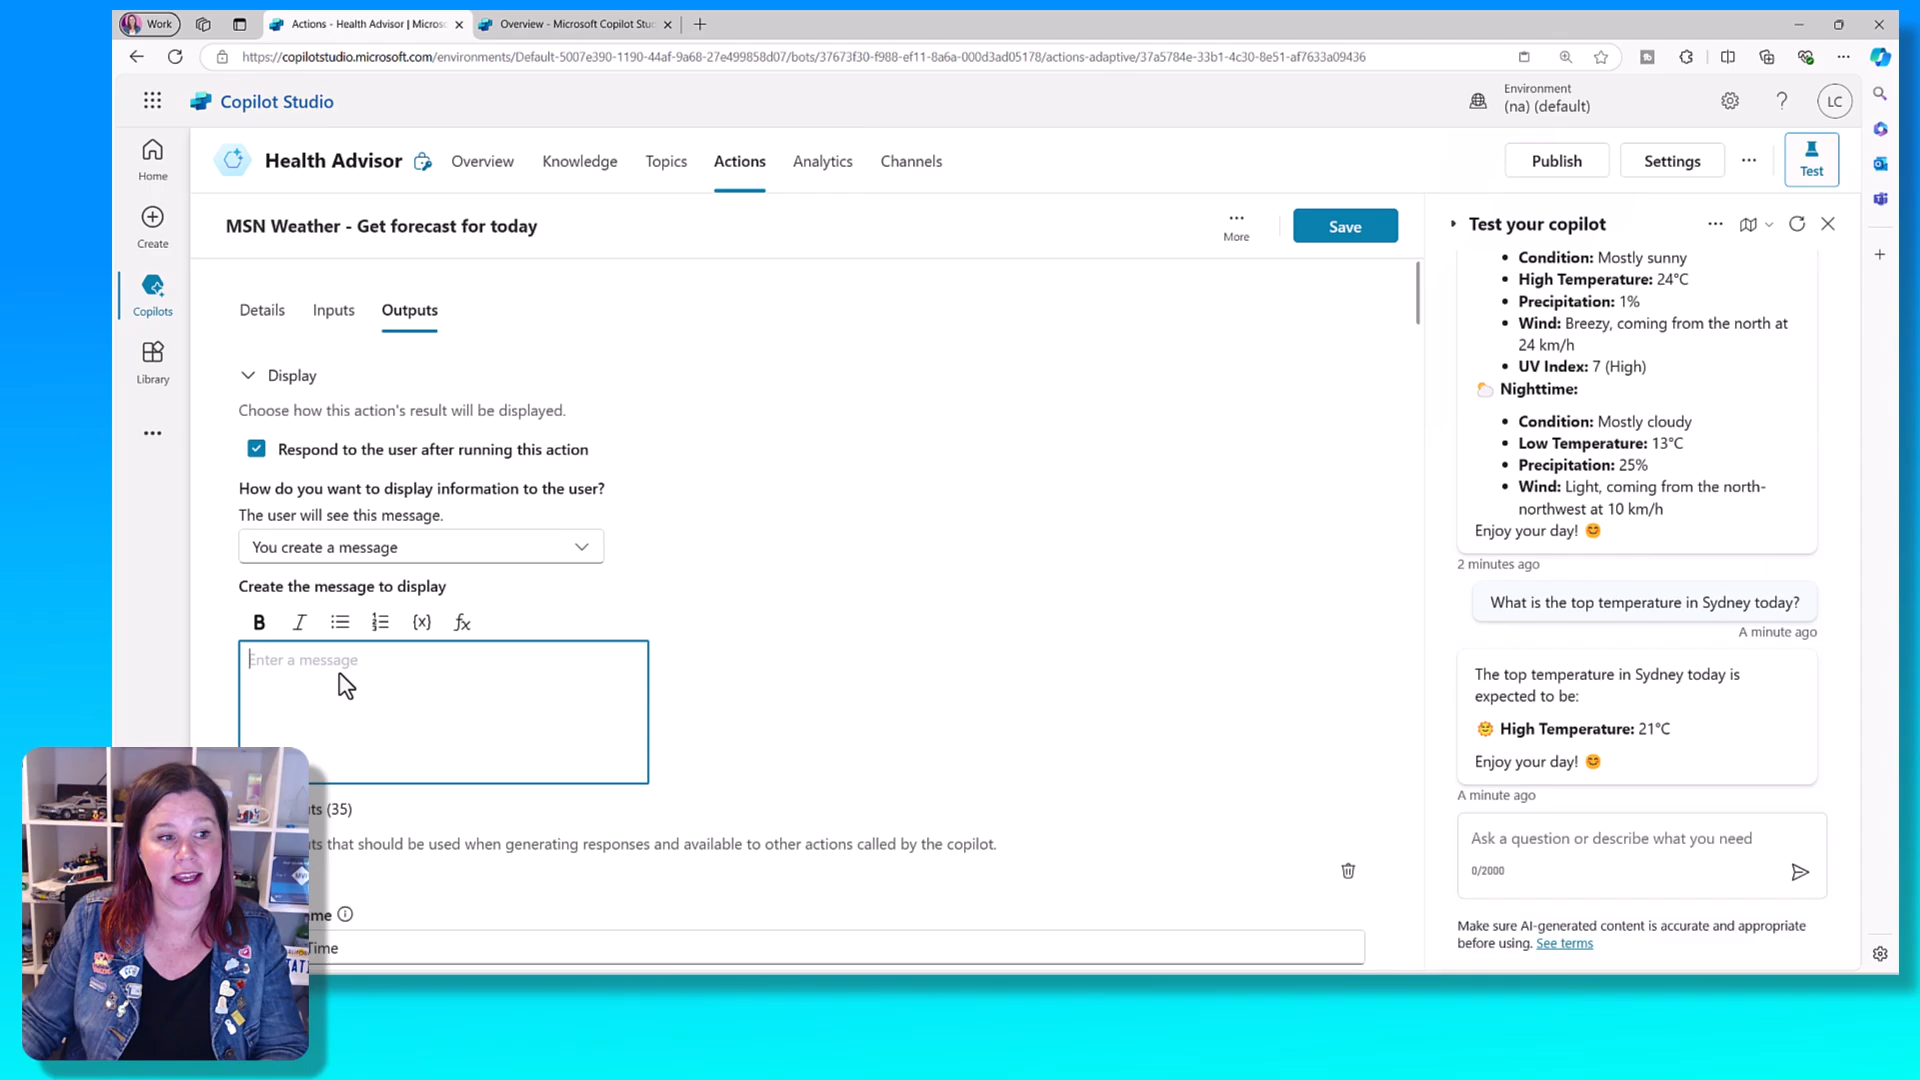 Work
Actions - Health Advisor | Micros
Overview - Microsoft Copilot Stu
https://copilotstudio.microsoft.com/environments/Default-5007e390-1190-44af-9a68-27e499858d07/bots/37673f30-f988-ef11-8a6a-000d3ad05178/actions-adaptive/37a5784e-33b1-4c30-8e51-af7633a09436
Copilot Studio
Environment
(na) (default)
LC
Home
Create
Copilots
Library
Health Advisor
Overview
Knowledge
Topics
Actions
Analytics
Channels
Publish
Settings
Test
MSN Weather - Get forecast for today
More
Save
Details
Inputs
Outputs
Display
Choose how this action's result will be displayed.
Respond to the user after running this action
How do you want to display information to the user?
The user will see this message.
You create a message
Create the message to display
B I {x} fx
Enter a message
ts (35)
ts that should be used when generating responses and available to other actions called by the copilot.
me
Time
Test your copilot
Condition: Mostly sunny
High Temperature: 24°C
Precipitation: 1%
Wind: Breezy, coming from the north at
24 km/h
UV Index: 7 (High)
Nighttime:
Condition: Mostly cloudy
Low Temperature: 13°C
Precipitation: 25%
Wind: Light, coming from the north-
northwest at 10 km/h
Enjoy your day! 😊
2 minutes ago
What is the top temperature in Sydney today?
A minute ago
The top temperature in Sydney today is
expected to be:
🌞 High Temperature: 21°C
Enjoy your day! 😊
A minute ago
Ask a question or describe what you need
0/2000
Make sure AI-generated content is accurate and appropriate
before using. See terms